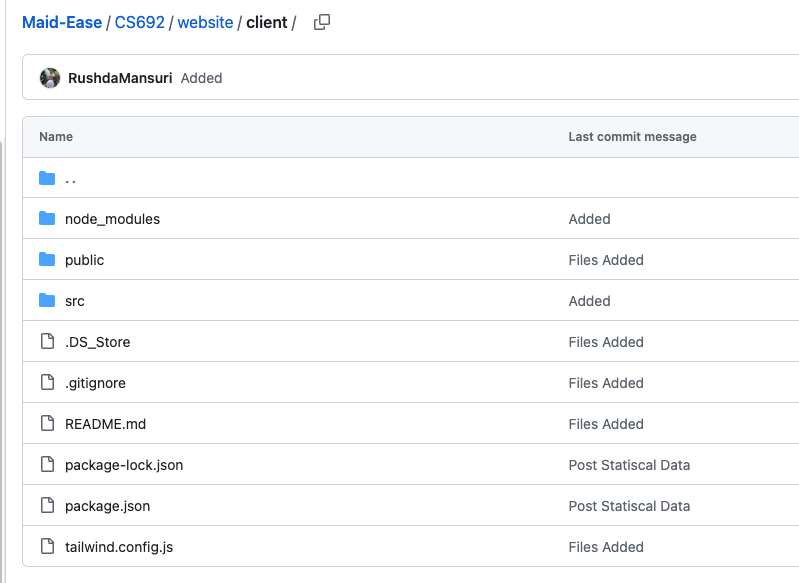 Maid-Ease / CS692 / website / client /
RushdaMansuri Added
Name Last commit message
..
node_modules Added
public Files Added
src Added
.DS_Store Files Added
.gitignore Files Added
README.md Files Added
package-lock.json Post Statiscal Data
package.json Post Statiscal Data
tailwind.config.js Files Added